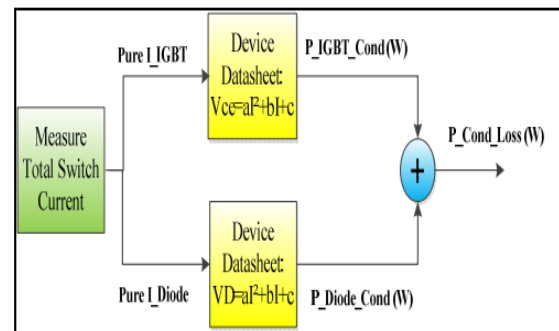 Pure I_IGBT
Device
Datasheet:
Vce=aI²+bI+c
P_IGBT_Cond (W)
Measure
Total Switch
Current
+
P_Cond_Loss (W)
Pure I_Diode
Device
Datasheet:
VD=aI²+bI+c
P_Diode_Cond (W)